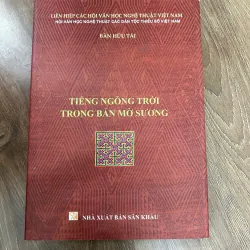 LIÊN HIỆP CÁC HỘI VĂN HỌC NGHỆ THUẬT VIỆT NAM
HỘI VĂN HỌC NGHỆ THUẬT CÁC DÂN TỘC THIỂU SỐ VIỆT NAM
BÀN HỮU TÀI
TIẾNG NGỖNG TRỜI
TRONG BẢN MỜ SƯƠNG
NHÀ XUẤT BẢN SÂN KHẤU